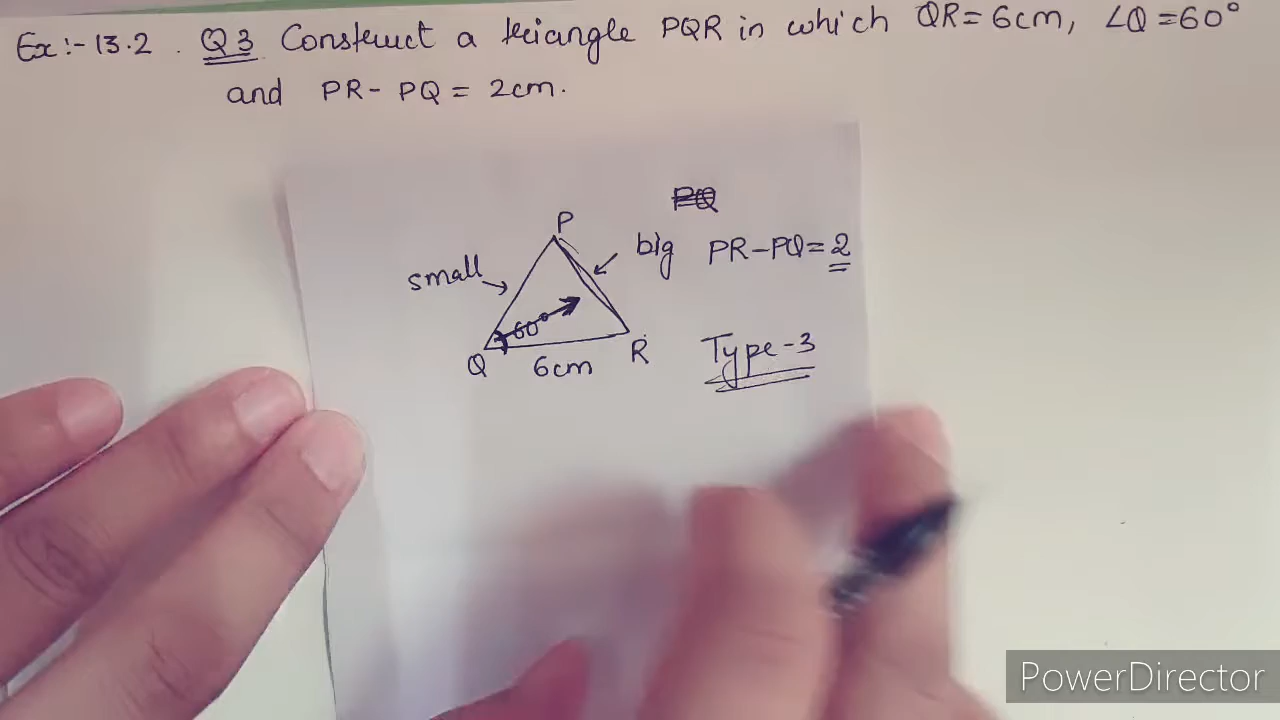 Ex:- 13.2 . Q3 Construct a triangle PQR in which QR = 6cm, ∠Q = 60°
and PR - PQ = 2cm.
PQ
P
small
big PR-PQ=2
60°
Q 6cm R
Type-3
PowerDirector